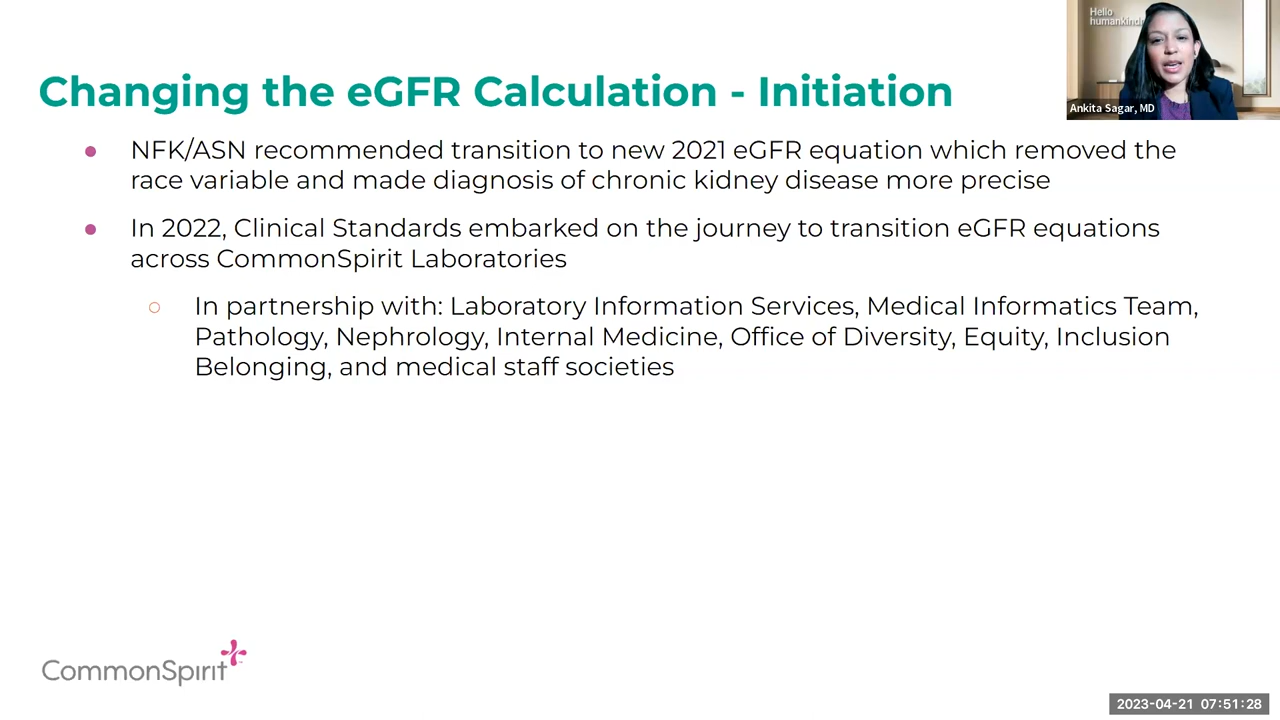 Hello
humankind
Ankita Sagar, MD
Changing the eGFR Calculation - Initiation
● NFK/ASN recommended transition to new 2021 eGFR equation which removed the
race variable and made diagnosis of chronic kidney disease more precise
● In 2022, Clinical Standards embarked on the journey to transition eGFR equations
across CommonSpirit Laboratories
○ In partnership with: Laboratory Information Services, Medical Informatics Team,
Pathology, Nephrology, Internal Medicine, Office of Diversity, Equity, Inclusion
Belonging, and medical staff societies
CommonSpirit
2023-04-21 07:51:28